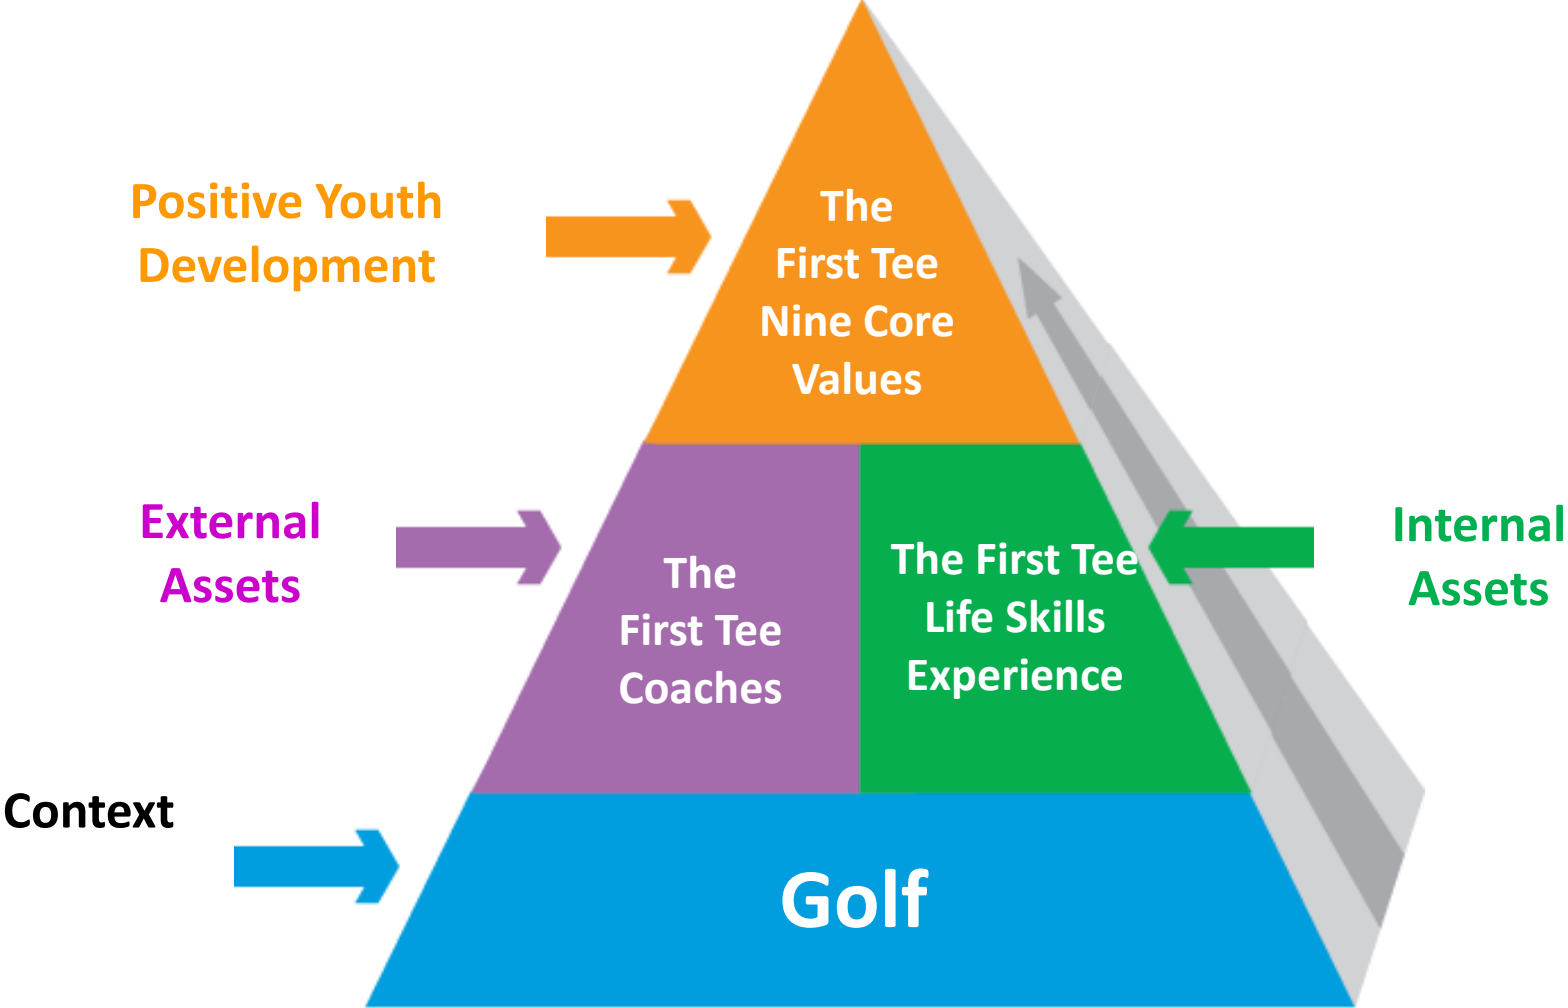 Positive Youth
Development
The
First Tee
Nine Core
Values
External
Assets
The
First Tee
Coaches
The First Tee
Life Skills
Experience
Internal
Assets
Context
Golf